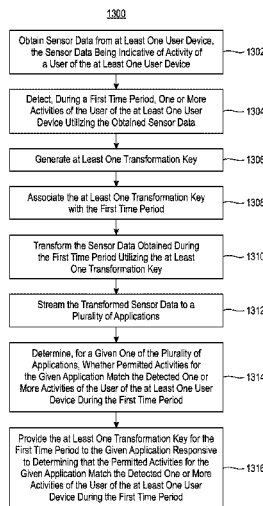 1300
Obtain Sensor Data from at Least One User Device,
the Sensor Data Being Indicative of Activity of
a User of the at Least One User Device
1302
Detect, During a First Time Period, One or More
Activities of the User of the at Least One User
Device Utilizing the Obtained Sensor Data
1304
Generate at Least One Transformation Key
1306
Associate the at Least One Transformation Key
with the First Time Period
1308
Transform the Sensor Data Obtained During
the First Time Period Utilizing the at Least
One Transformation Key
1310
Stream the Transformed Sensor Data to a
Plurality of Applications
1312
Determine, for a Given One of the Plurality of
Applications, Whether Permitted Activities for
the Given Application Match the Detected One or
More Activities of the User of the at Least One User
Device During the First Time Period
1314
Provide the at Least One Transformation Key for the
First Time Period to the Given Application Responsive
to Determining that the Permitted Activities for the
Given Application Match the Detected One or More
Activities of the User of the at Least One User
Device During the First Time Period
1316